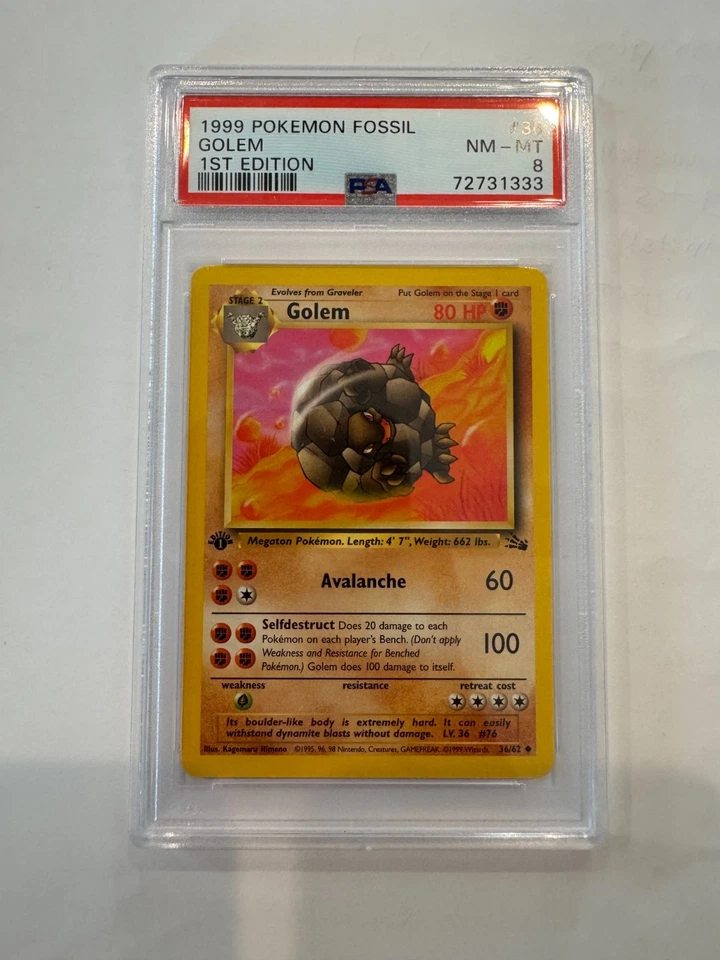 1999 POKEMON FOSSIL #36
GOLEM NM - MT
1ST EDITION 8
PSA 72731333
Evolves from Graveler Put Golem on the Stage 1 card
STAGE 2 Golem 80 HP
EDITION 1
Megaton Pokémon. Length: 4' 7", Weight: 662 lbs.
Avalanche 60
Selfdestruct Does 20 damage to each
Pokémon on each player's Bench. (Don't apply
Weakness and Resistance for Benched
Pokémon.) Golem does 100 damage to itself.
100
weakness resistance retreat cost
Its boulder-like body is extremely hard. It can easily
withstand dynamite blasts without damage. LV. 36 #76
Illus. Kagemaru Himeno ©1995, 96, 98 Nintendo, Creatures, GAMEFREAK. ©1999 Wizards. 36/62